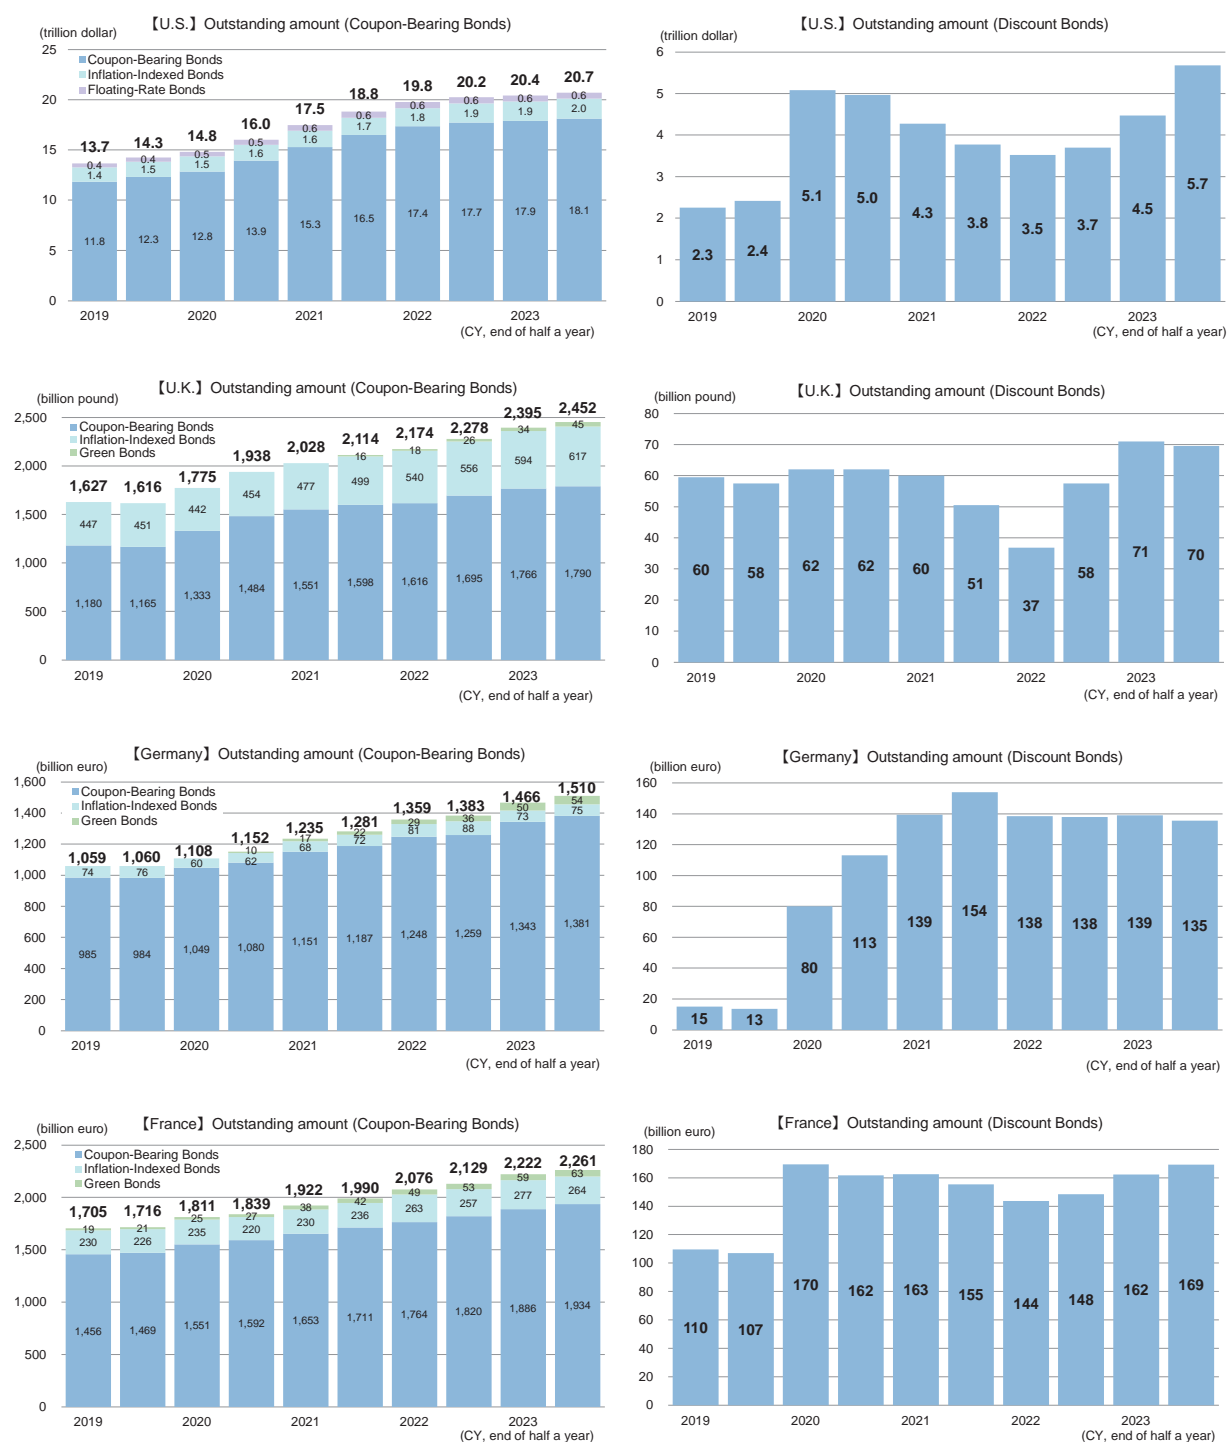 【U.S.】Outstanding amount (Coupon-Bearing Bonds)
(trillion dollar)
25
20
15
10
5
0
Coupon-Bearing Bonds
Inflation-Indexed Bonds
Floating-Rate Bonds
13.7 14.3 14.8 16.0 17.5 18.8 19.8 20.2 20.4 20.7
0.4 0.4 0.5 0.5 0.6 0.6 0.6 0.6 0.6 0.6
1.4 1.5 1.5 1.6 1.6 1.7 1.8 1.9 1.9 2.0
11.8 12.3 12.8 13.9 15.3 16.5 17.4 17.7 17.9 18.1
2019 2020 2021 2022 2023
(CY, end of half a year)
【U.S.】Outstanding amount (Discount Bonds)
(trillion dollar)
6
5
4
3
2
1
0
2.3 2.4 5.1 5.0 4.3 3.8 3.5 3.7 4.5 5.7
2019 2020 2021 2022 2023
(CY, end of half a year)
【U.K.】Outstanding amount (Coupon-Bearing Bonds)
(billion pound)
2,500
2,000
1,500
1,000
500
0
Coupon-Bearing Bonds
Inflation-Indexed Bonds
Green Bonds
1,627 1,616 1,775 1,938 2,028 2,114 2,174 2,278 2,395 2,452
16 18 26 34 45
447 451 442 454 477 499 540 556 594 617
1,180 1,165 1,333 1,484 1,551 1,598 1,616 1,695 1,766 1,790
2019 2020 2021 2022 2023
(CY, end of half a year)
【U.K.】Outstanding amount (Discount Bonds)
(billion pound)
80
70
60
50
40
30
20
10
0
60 58 62 62 60 51 37 58 71 70
2019 2020 2021 2022 2023
(CY, end of half a year)
【Germany】Outstanding amount (Coupon-Bearing Bonds)
(billion euro)
1,600
1,400
1,200
1,000
800
600
400
200
0
Coupon-Bearing Bonds
Inflation-Indexed Bonds
Green Bonds
1,059 1,060 1,108 1,152 1,235 1,281 1,359 1,383 1,466 1,510
10 17 22 29 36 50 54
74 76 60 62 68 72 81 88 73 75
985 984 1,049 1,080 1,151 1,187 1,248 1,259 1,343 1,381
2019 2020 2021 2022 2023
(CY, end of half a year)
【Germany】Outstanding amount (Discount Bonds)
(billion euro)
160
140
120
100
80
60
40
20
0
15 13 80 113 139 154 138 138 139 135
2019 2020 2021 2022 2023
(CY, end of half a year)
【France】Outstanding amount (Coupon-Bearing Bonds)
(billion euro)
2,500
2,000
1,500
1,000
500
0
Coupon-Bearing Bonds
Inflation-Indexed Bonds
Green Bonds
1,705 1,716 1,811 1,839 1,922 1,990 2,076 2,129 2,222 2,261
19 21 25 27 38 42 49 53 59 63
230 226 235 220 230 236 263 257 277 264
1,456 1,469 1,551 1,592 1,653 1,711 1,764 1,820 1,886 1,934
2019 2020 2021 2022 2023
(CY, end of half a year)
【France】Outstanding amount (Discount Bonds)
(billion euro)
180
160
140
120
100
80
60
40
20
0
110 107 170 162 163 155 144 148 162 169
2019 2020 2021 2022 2023
(CY, end of half a year)